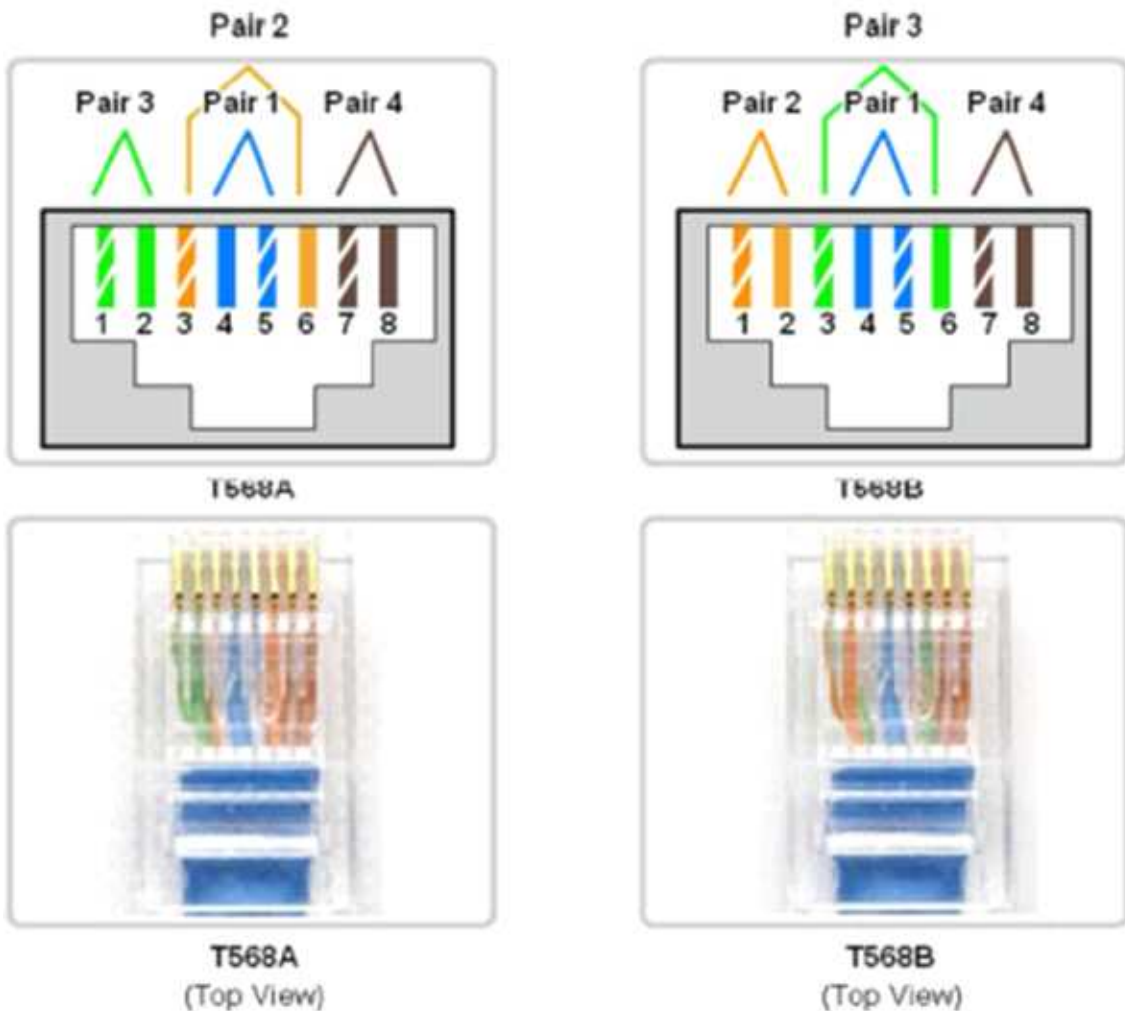 Pair 2
Pair 3 Pair 1 Pair 4
1 2 3 4 5 6 7 8
T568A
Pair 3
Pair 2 Pair 1 Pair 4
1 2 3 4 5 6 7 8
T568B
T568A
(Top View)
T568B
(Top View)